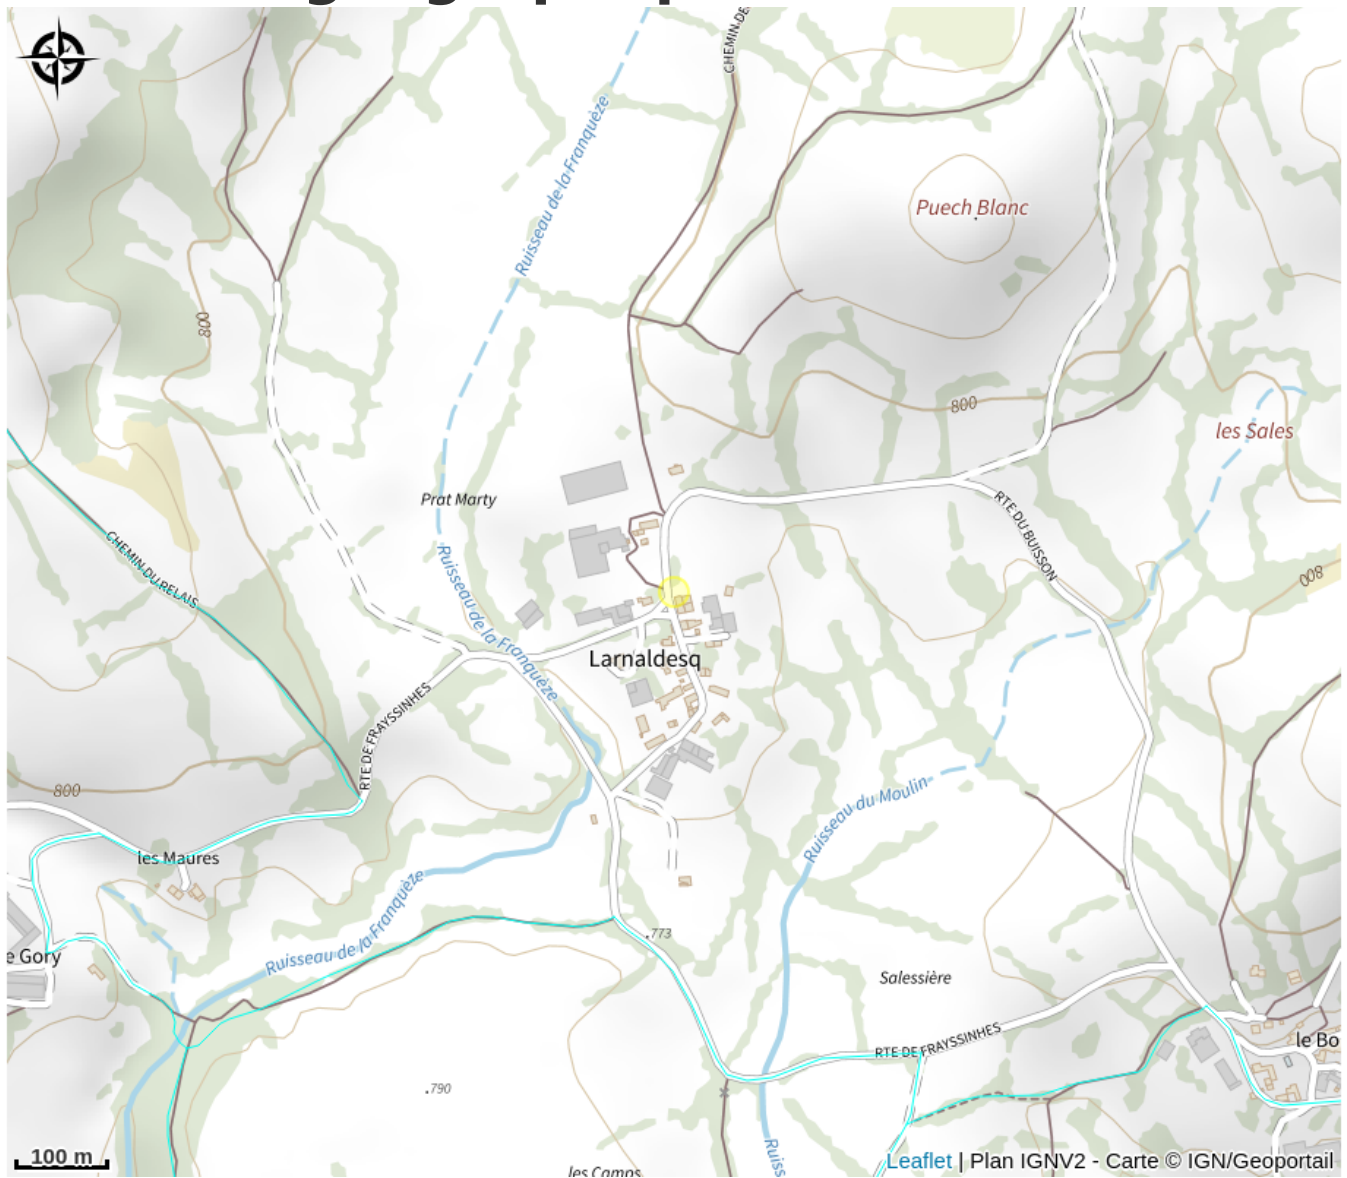 CHEMIN DE
Ruisseau de la Franquèze
Puech Blanc
800
800
les Sales
Prat Marty
RTE DU BUISSON
CHEMIN DU RELAIS
Ruisseau de la Franquèze
008
Larnaldesq
RTE DE FRAYSSINHES
800
Ruisseau du Moulin
les Maures
Ruisseau de la Franquèze
773
e Gory
Salessière
RTE DE FRAYSSINHES
le Bo
790
100 m
Ruiss
les Camps
Leaflet | Plan IGNV2 - Carte © IGN/Geoportail